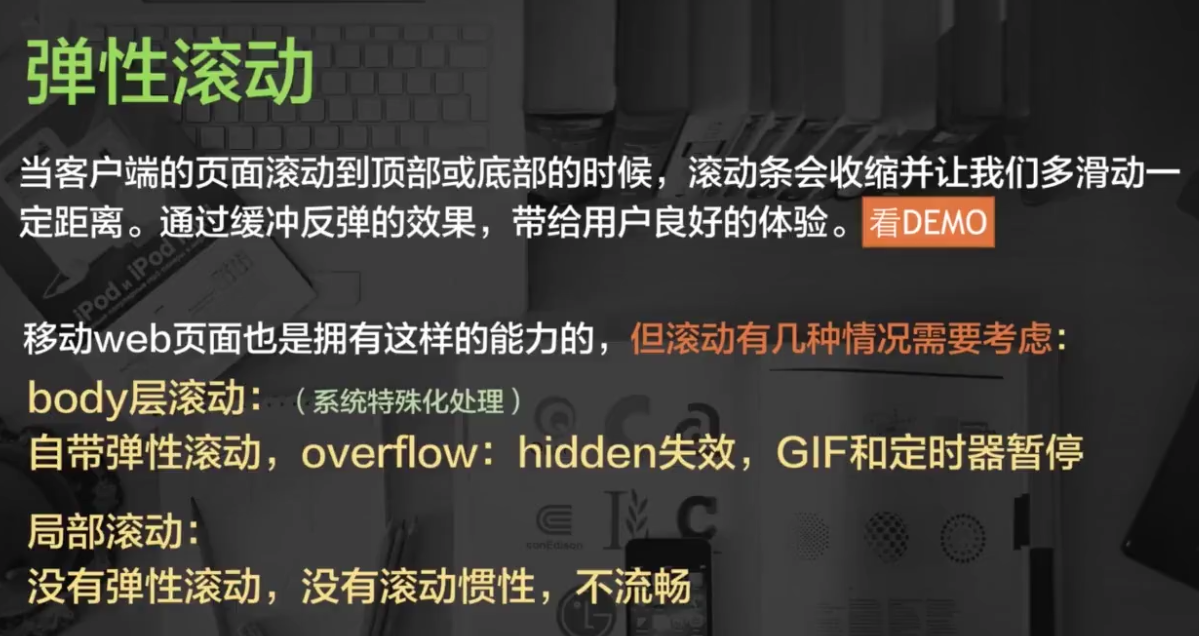 弹性滚动
当客户端的页面滚动到顶部或底部的时候，滚动条会收缩并让我们多滑动一
定距离。通过缓冲反弹的效果，带给用户良好的体验。看DEMO
移动web页面也是拥有这样的能力的，但滚动有几种情况需要考虑：
body层滚动：（系统特殊化处理）
自带弹性滚动，overflow：hidden失效，GIF和定时器暂停
局部滚动：
没有弹性滚动，没有滚动惯性，不流畅